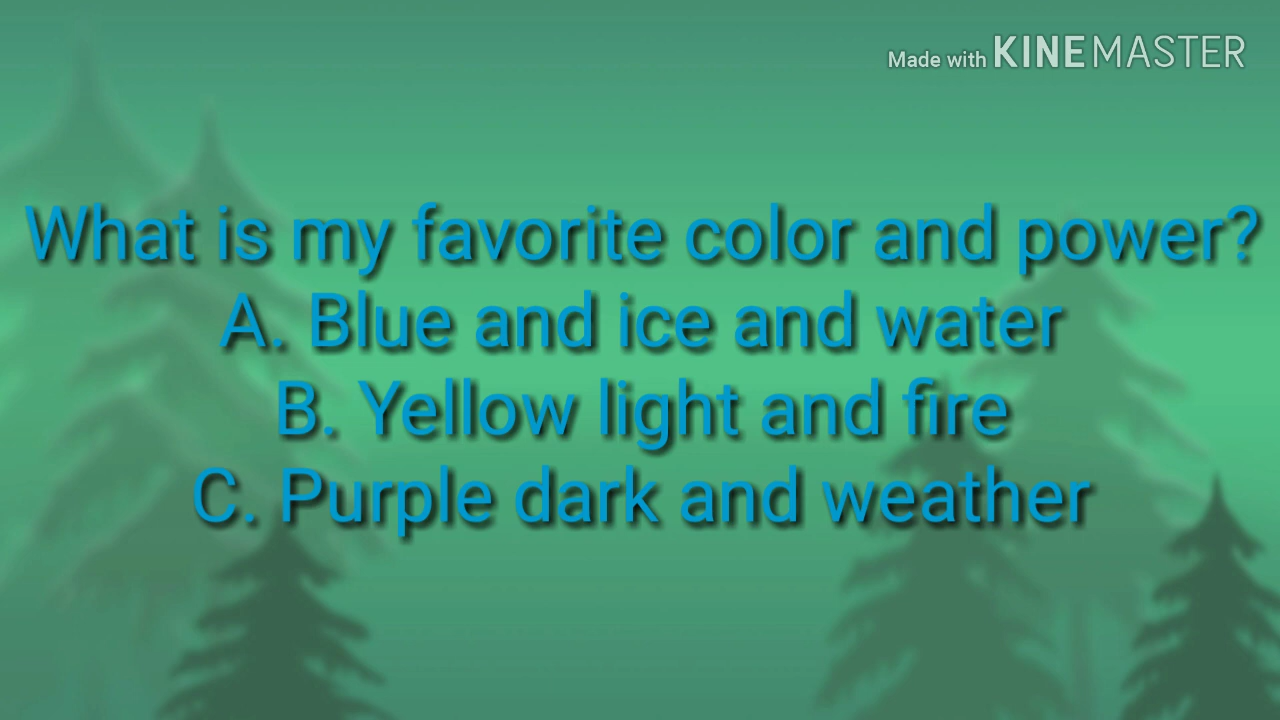 Made with KINEMASTER
What is my favorite color and power?
A. Blue and ice and water
B. Yellow light and fire
C. Purple dark and weather